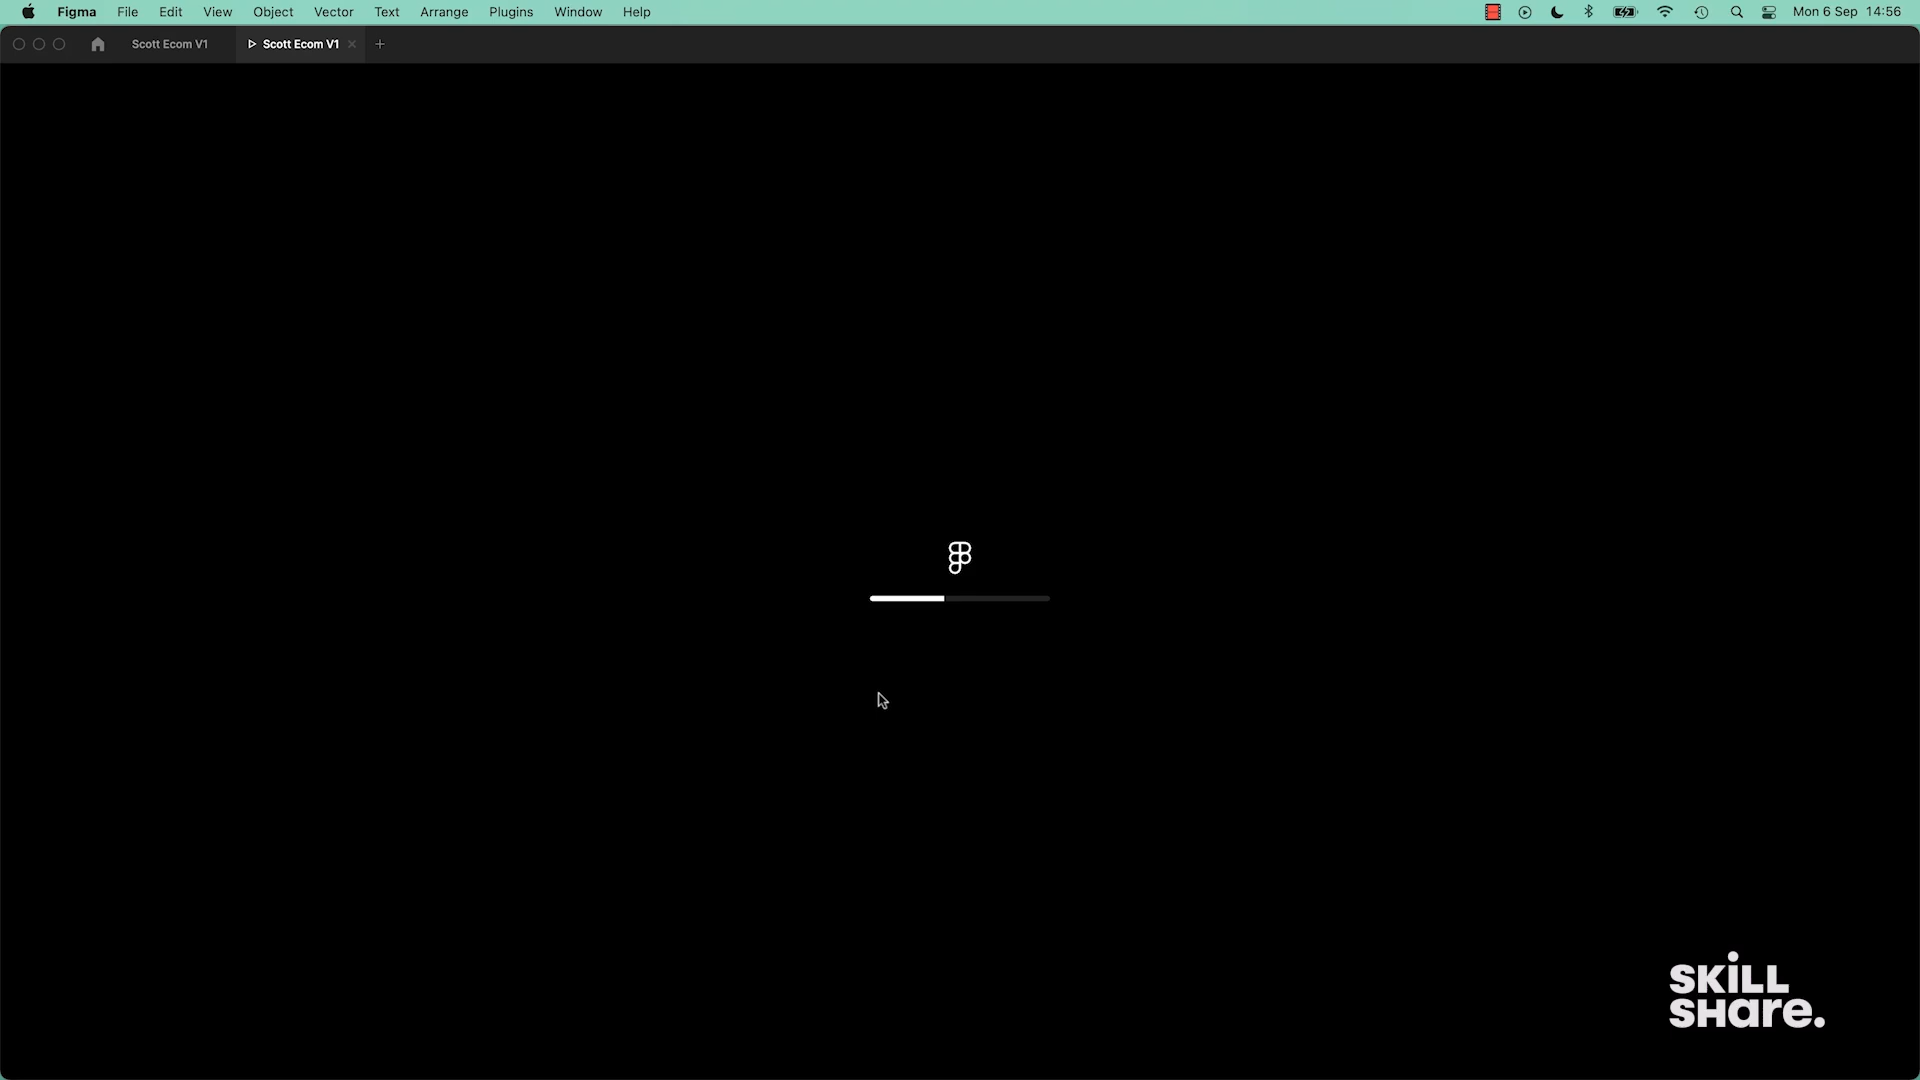 Figma File Edit View Object Vector Text Arrange Plugins Window Help Mon 6 Sep 14:56
Scott Ecom V1 Scott Ecom V1
SKiLL
SHare.